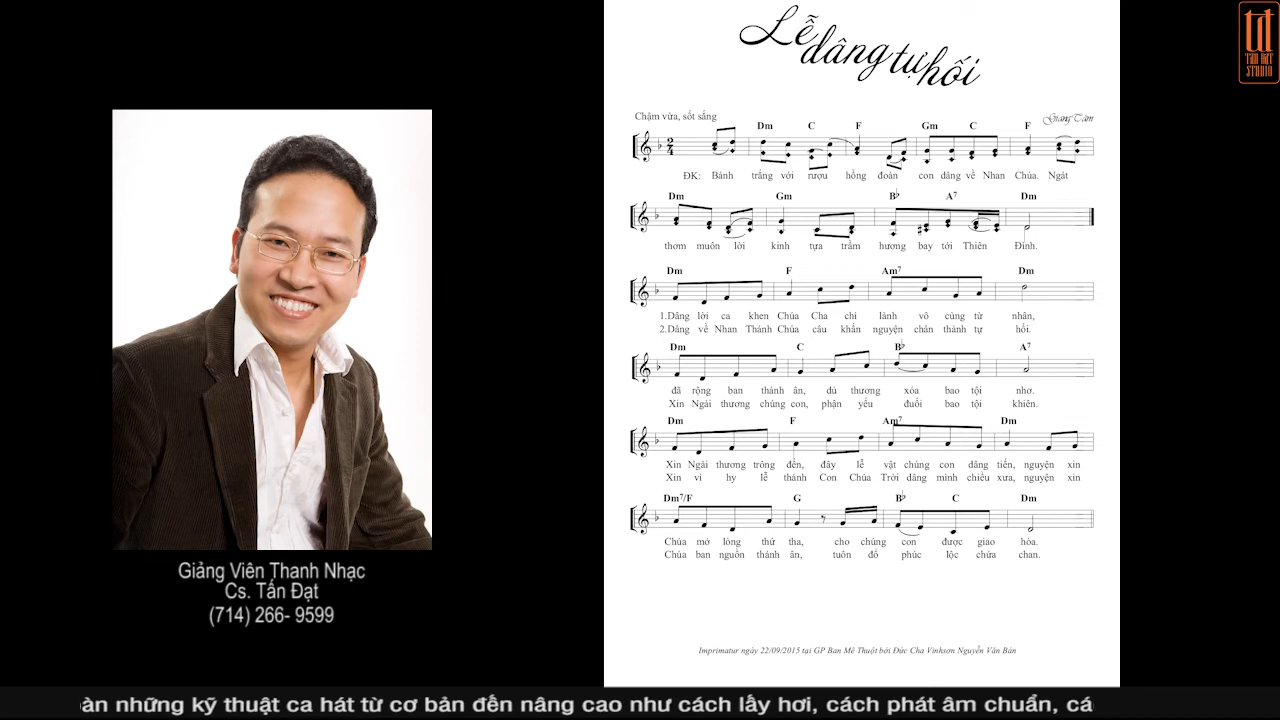 Lễ dâng tự hối
TẤN ĐẠT
STUDIO
Chậm vừa, sốt sắng
Giang Tâm
Dm C F Gm C F
ĐK: Bánh trắng với rượu hồng đoàn con dâng về Nhan Chúa. Ngát
Dm Gm B♭ A7 Dm
thơm muôn lời kinh tựa trầm hương bay tới Thiên Đình.
Dm F Am7 Dm
1.Dâng lời ca khen Chúa Cha chí lành vô cùng từ nhân,
2.Dâng về Nhan Thánh Chúa câu khấn nguyện chân thành tự hối.
Dm C B♭ A7
đã rộng ban thánh ân, dủ thương xóa bao tội nhơ.
Xin Ngài thương chúng con, phận yếu đuối bao tội khiên.
Dm F Am7 Dm
Xin Ngài thương trông đến, đây lễ vật chúng con dâng tiến, nguyện xin
Xin vì hy lễ thánh Con Chúa Trời dâng mình chiều xưa, nguyện xin
Dm7/F G B♭ C Dm
Chúa mở lòng thứ tha, cho chúng con được giao hòa.
Chúa ban nguồn thánh ân, tuôn đổ phúc lộc chứa chan.
Giảng Viên Thanh Nhạc
Cs. Tấn Đạt
(714) 266- 9599
Imprimatur ngày 22/09/2015 tại GP Ban Mê Thuột bởi Đức Cha Vinhsơn Nguyễn Văn Bản
àn những kỹ thuật ca hát từ cơ bản đến nâng cao như cách lấy hơi, cách phát âm chuẩn, cá